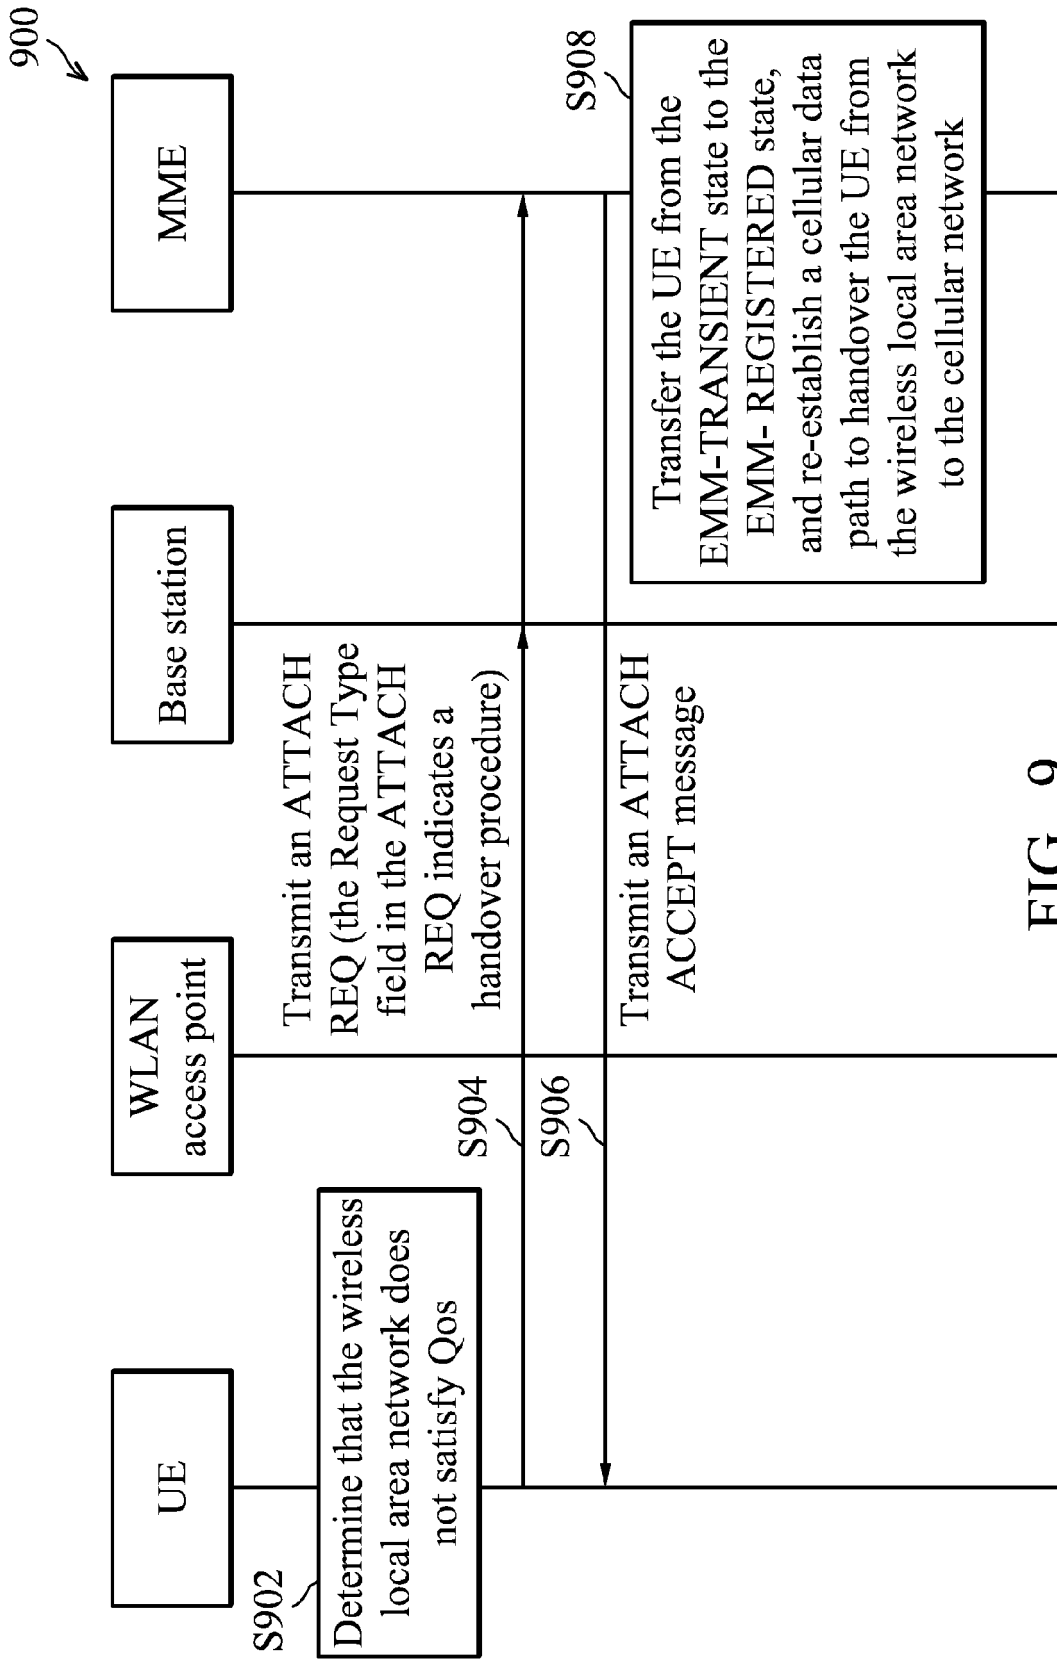 900
UE
WLAN
access point
Base station
MME
S902
Determine that the wireless
local area network does
not satisfy Qos
Transmit an ATTACH
REQ (the Request Type
field in the ATTACH
REQ indicates a
handover procedure)
S904
S906
Transmit an ATTACH
ACCEPT message
S908
Transfer the UE from the
EMM-TRANSIENT state to the
EMM- REGISTERED state,
and re-establish a cellular data
path to handover the UE from
the wireless local area network
to the cellular network
FIG. 9